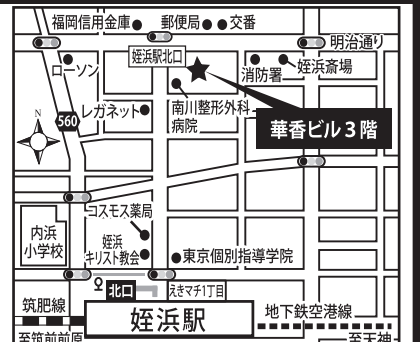 福岡信用金庫
郵便局
交番
明治通り
姪浜駅北口
ローソン
消防署
姪浜斎場
レガネット
560
南川整形外科
病院
華香ビル3階
N
コスモス薬局
内浜
小学校
姪浜
キリスト教会
東京個別指導学院
北口
えきマチ1丁目
筑肥線
姪浜駅
地下鉄空港線
至筑前前原
至天神